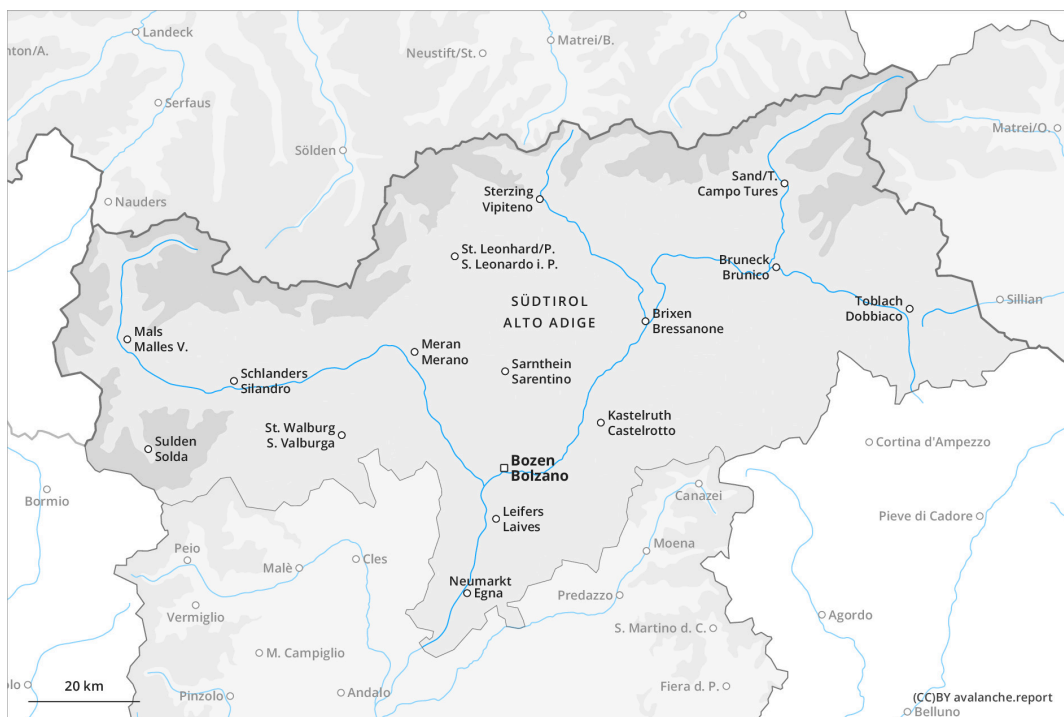 Landeck
nton/A.
Neustift/St.
Matrei/B.
Serfaus
Sölden
Matrei/O.
Nauders
Sterzing
Vipiteno
Sand/T.
Campo Tures
St. Leonhard/P.
S. Leonardo i. P.
Bruneck
Brunico
SÜDTIROL
ALTO ADIGE
Toblach
Dobbiaco
Sillian
Brixen
Bressanone
Mals
Malles V.
Meran
Merano
Schlanders
Silandro
Sarnthein
Sarentino
St. Walburg
S. Valburga
Kastelruth
Castelrotto
Sulden
Solda
Cortina d'Ampezzo
Bozen
Bolzano
Bormio
Canazei
Leifers
Laives
Pieve di Cadore
Peio
Malè
Cles
Moena
Neumarkt
Egna
Predazzo
Vermiglio
Agordo
S. Martino d. C.
M. Campiglio
olo
20 km
Pinzolo
Andalo
Fiera d. P.
(CC)BY avalanche.report
Belluno